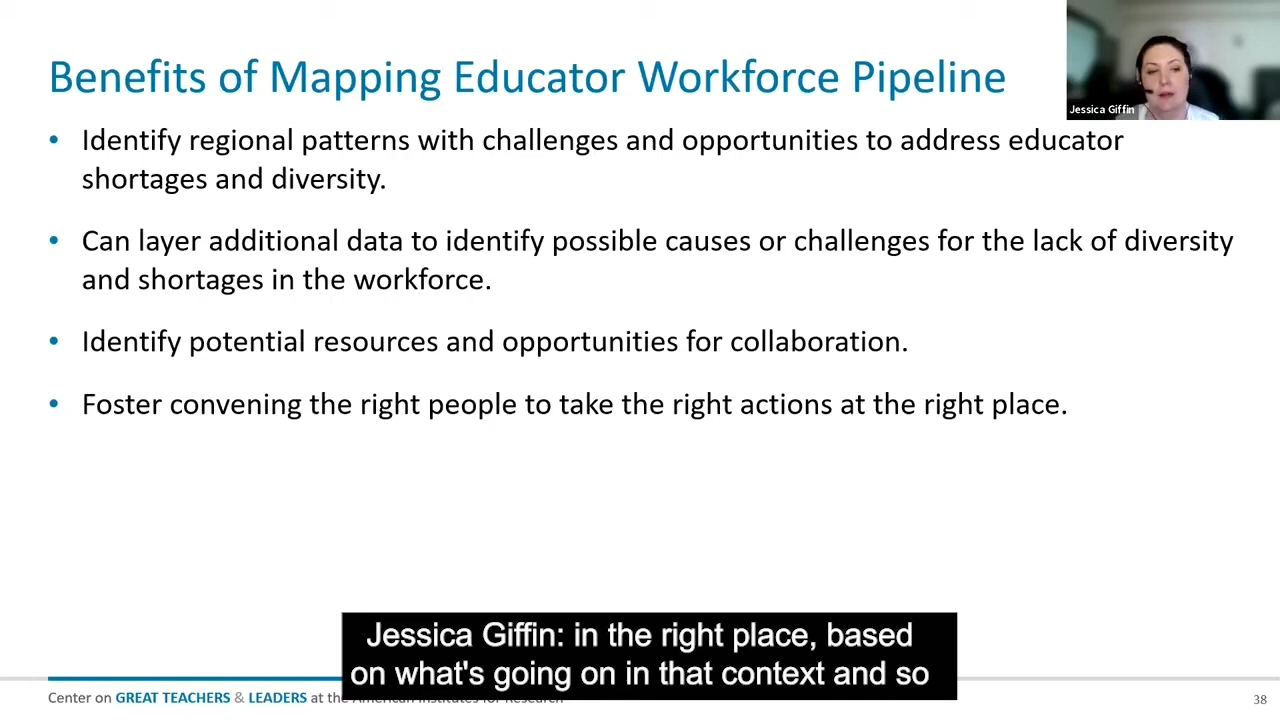 Benefits of Mapping Educator Workforce Pipeline
Jessica Giffin
• Identify regional patterns with challenges and opportunities to address educator
shortages and diversity.
• Can layer additional data to identify possible causes or challenges for the lack of diversity
and shortages in the workforce.
• Identify potential resources and opportunities for collaboration.
• Foster convening the right people to take the right actions at the right place.
Jessica Giffin: in the right place, based
on what's going on in that context and so
Center on GREAT TEACHERS & LEADERS at the American Institutes for Research
38